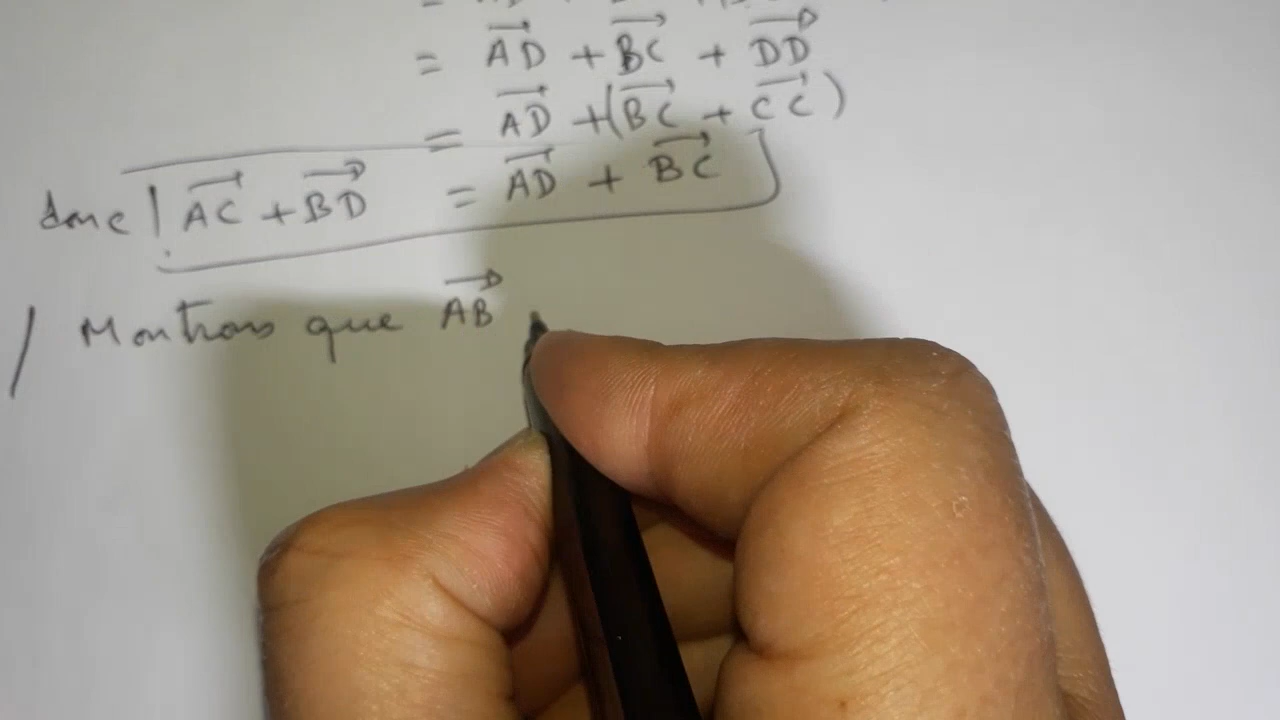 = AD + BC + DD
= AD + (BC + CC)
donc AC + BD = AD + BC
/ Montrons que AB